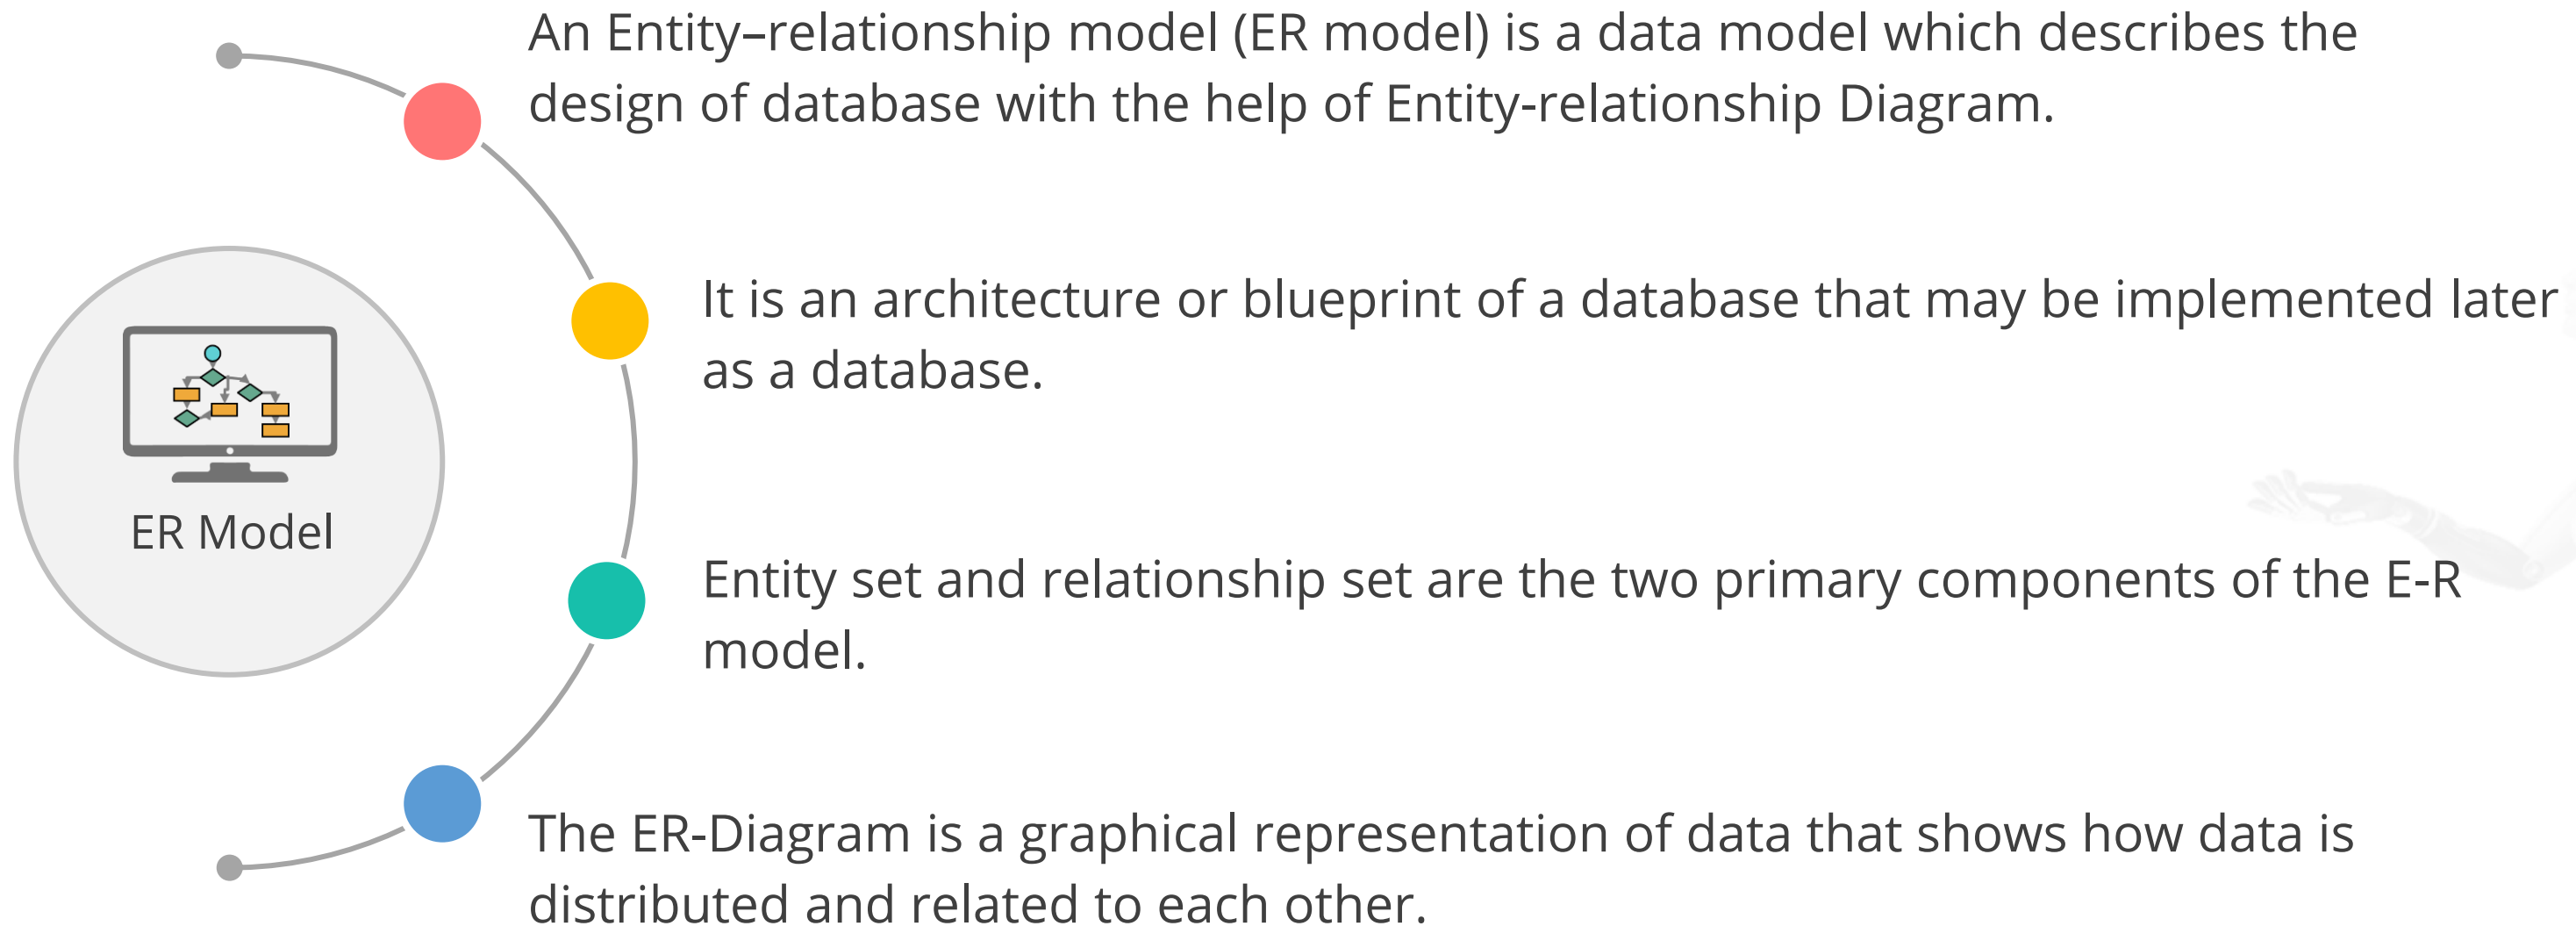 An Entity–relationship model (ER model) is a data model which describes the
design of database with the help of Entity-relationship Diagram.
It is an architecture or blueprint of a database that may be implemented later
as a database.
ER Model
Entity set and relationship set are the two primary components of the E-R
model.
The ER-Diagram is a graphical representation of data that shows how data is
distributed and related to each other.